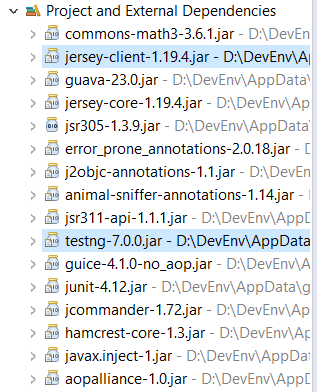 Project and External Dependencies
commons-math3-3.6.1.jar - D:\DevEnv\
jersey-client-1.19.4.jar - D:\DevEnv\App
guava-23.0.jar - D:\DevEnv\AppData\
jersey-core-1.19.4.jar - D:\DevEnv\A
jsr305-1.3.9.jar - D:\DevEnv\AppData\
error_prone_annotations-2.0.18.jar - D
j2objc-annotations-1.1.jar - D:\DevEn
animal-sniffer-annotations-1.14.jar - D
jsr311-api-1.1.1.jar - D:\DevEnv\AppD
testng-7.0.0.jar - D:\DevEnv\AppData
guice-4.1.0-no_aop.jar - D:\DevEnv\
junit-4.12.jar - D:\DevEnv\AppData\g
jcommander-1.72.jar - D:\DevEnv\Ap
hamcrest-core-1.3.jar - D:\DevEnv\A
javax.inject-1.jar - D:\DevEnv\AppDa
aopalliance-1.0.jar - D:\DevEnv\App